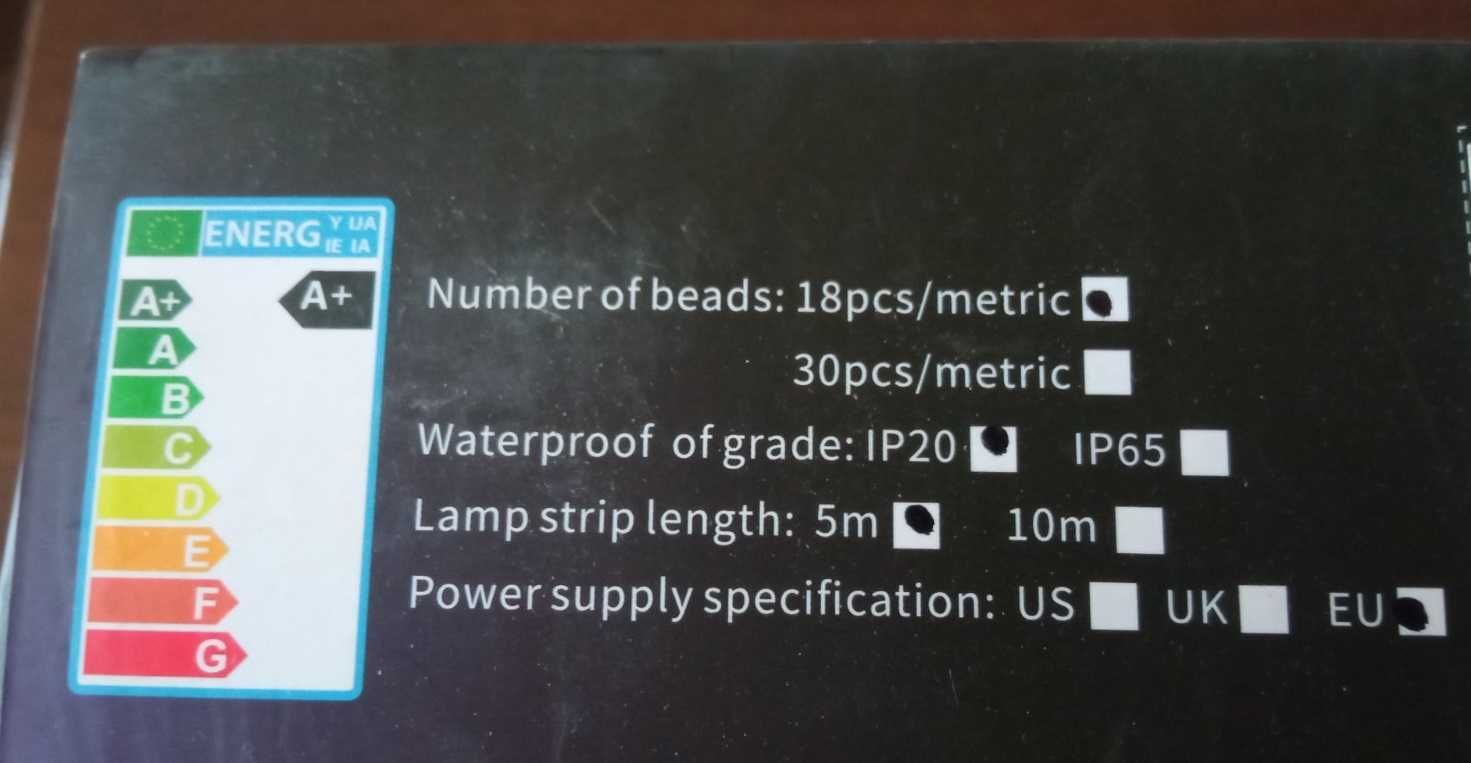 ENERG Y UA
IE IA
A+
A+
A
B
C
D
E
F
G
Number of beads: 18pcs/metric
30pcs/metric
Waterproof of grade: IP20 IP65
Lamp strip length: 5m 10m
Power supply specification: US UK EU